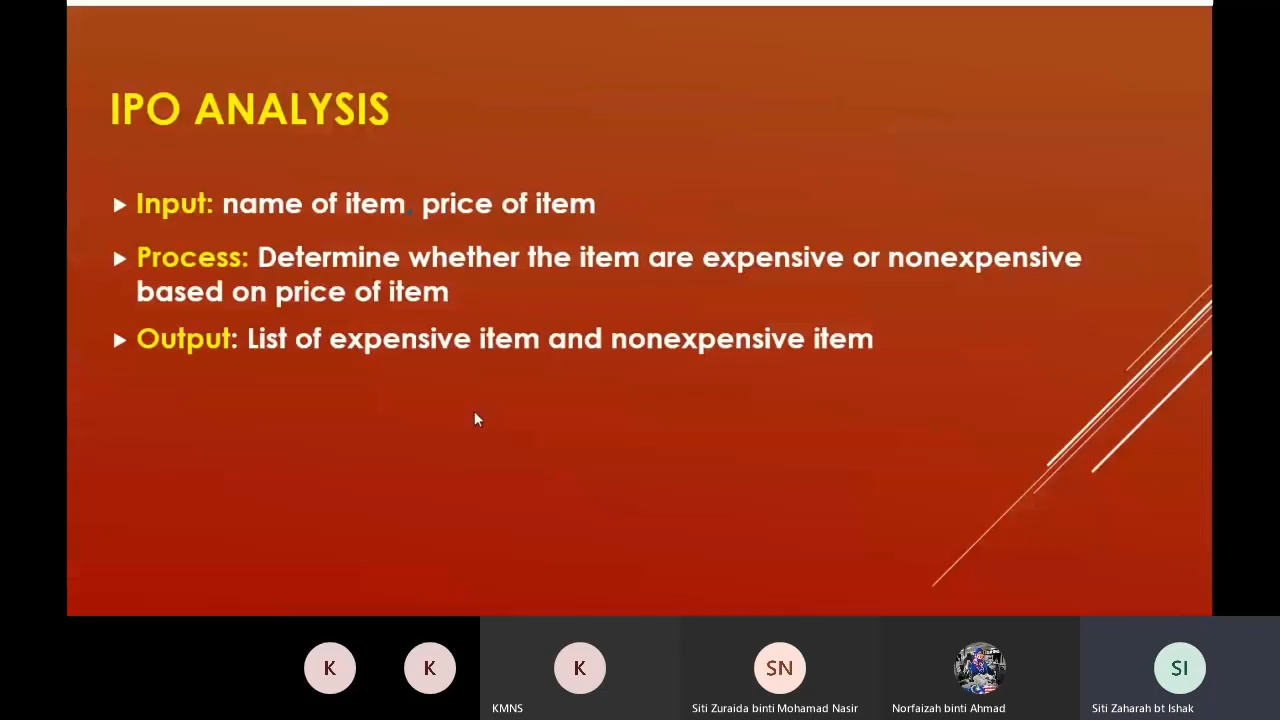 IPO ANALYSIS
Input: name of item, price of item
Process: Determine whether the item are expensive or nonexpensive
based on price of item
Output: List of expensive item and nonexpensive item
K
K
K
SN
SI
KMNS
Siti Zuraida binti Mohamad Nasir
Norfaizah binti Ahmad
Siti Zaharah bt Ishak